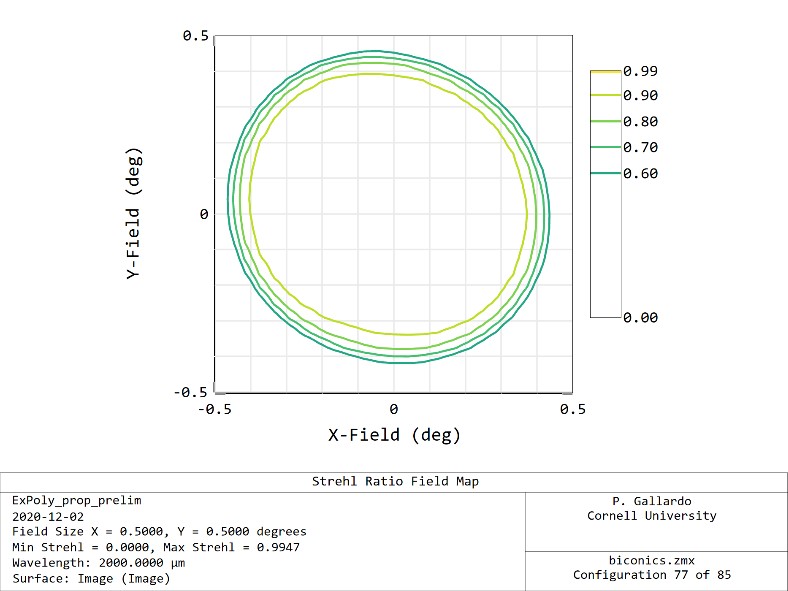 0.5
0
-0.5
Y-Field (deg)
-0.5
0
0.5
X-Field (deg)
0.99
0.90
0.80
0.70
0.60
0.00
Strehl Ratio Field Map
ExPoly_prop_prelim
2020-12-02
Field Size X = 0.5000, Y = 0.5000 degrees
Min Strehl = 0.0000, Max Strehl = 0.9947
Wavelength: 2000.0000 µm
Surface: Image (Image)
P. Gallardo
Cornell University
biconics.zmx
Configuration 77 of 85